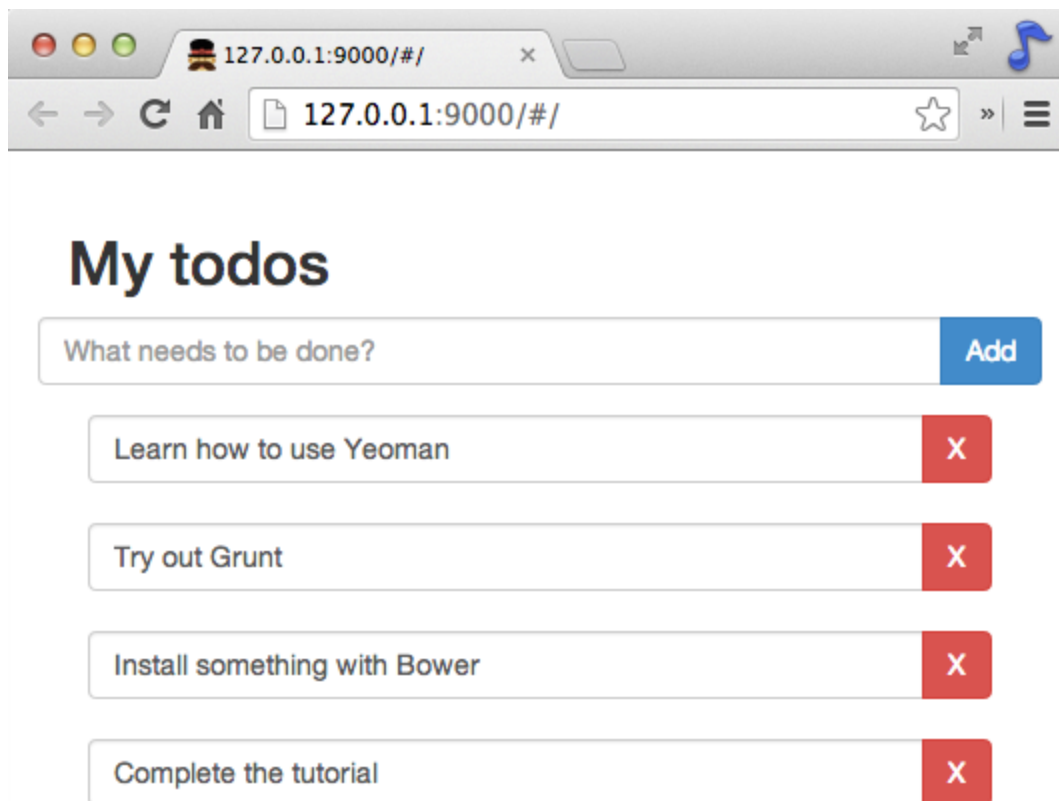 127.0.0.1:9000/#/
127.0.0.1:9000/#/
My todos
What needs to be done?
Add
Learn how to use Yeoman
X
Try out Grunt
X
Install something with Bower
X
Complete the tutorial
X